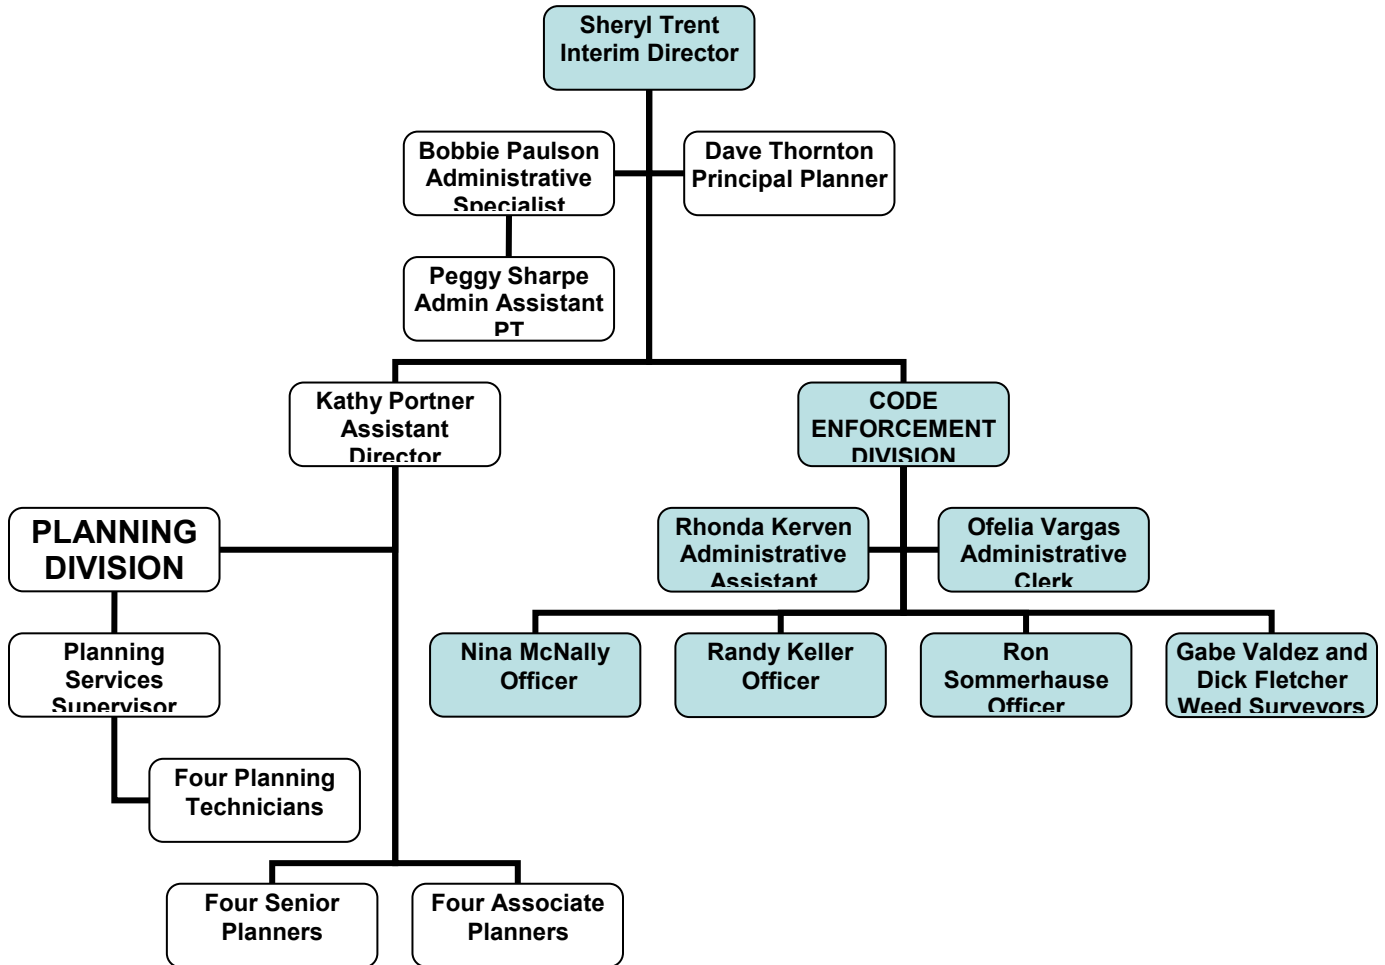 Sheryl Trent
Interim Director
Bobbie Paulson
Administrative
Specialist
Dave Thornton
Principal Planner
Peggy Sharpe
Admin Assistant
PT
Kathy Portner
Assistant
Director
CODE
ENFORCEMENT
DIVISION
PLANNING
DIVISION
Rhonda Kerven
Administrative
Assistant
Ofelia Vargas
Administrative
Clerk
Planning
Services
Supervisor
Nina McNally
Officer
Randy Keller
Officer
Ron
Sommerhause
Officer
Gabe Valdez and
Dick Fletcher
Weed Surveyors
Four Planning
Technicians
Four Senior
Planners
Four Associate
Planners